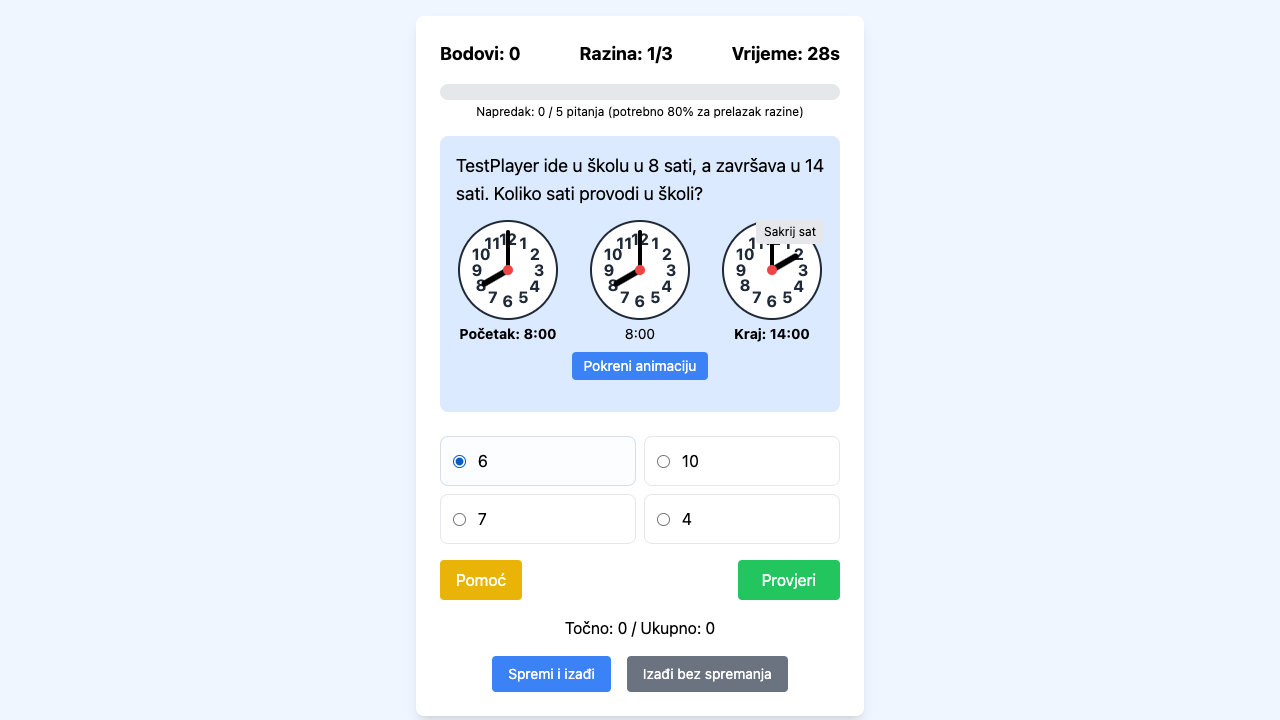 Bodovi: 0 Razina: 1/3 Vrijeme: 28s
Napredak: 0 / 5 pitanja (potrebno 80% za prelazak razine)
TestPlayer ide u školu u 8 sati, a završava u 14
sati. Koliko sati provodi u školi?
12 1 2 3 4 5 6 7 8 9 10 11
12 1 2 3 4 5 6 7 8 9 10 11
1 2 3 4 5 6 7 8 9 10 11
Sakrij sat
Početak: 8:00 8:00 Kraj: 14:00
Pokreni animaciju
6 10
7 4
Pomoć Provjeri
Točno: 0 / Ukupno: 0
Spremi i izađi Izađi bez spremanja